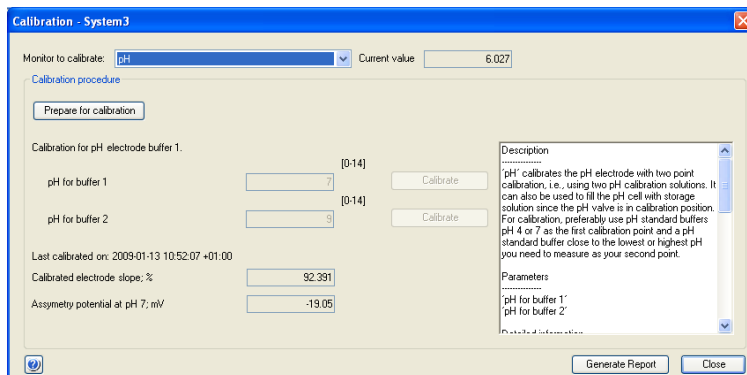 Calibration - System3
Monitor to calibrate: pH Current value 6.027
Calibration procedure
Prepare for calibration
Calibration for pH electrode buffer 1.
[0-14]
pH for buffer 1 7 Calibrate
[0-14]
pH for buffer 2 9 Calibrate
Last calibrated on: 2009-01-13 10:52:07 +01:00
Calibrated electrode slope; % 92.391
Assymetry potential at pH 7; mV -19.05
Description
---------------
'pH' calibrates the pH electrode with two point
calibration, i.e., using two pH calibration solutions. It
can also be used to fill the pH cell with storage
solution since the pH valve is in calibration position.
For calibration, preferably use pH standard buffers
pH 4 or 7 as the first calibration point and a pH
standard buffer close to the lowest or highest pH
you need to measure as your second point.
Parameters
---------------
'pH for buffer 1'
'pH for buffer 2'
Detailed information
Generate Report Close